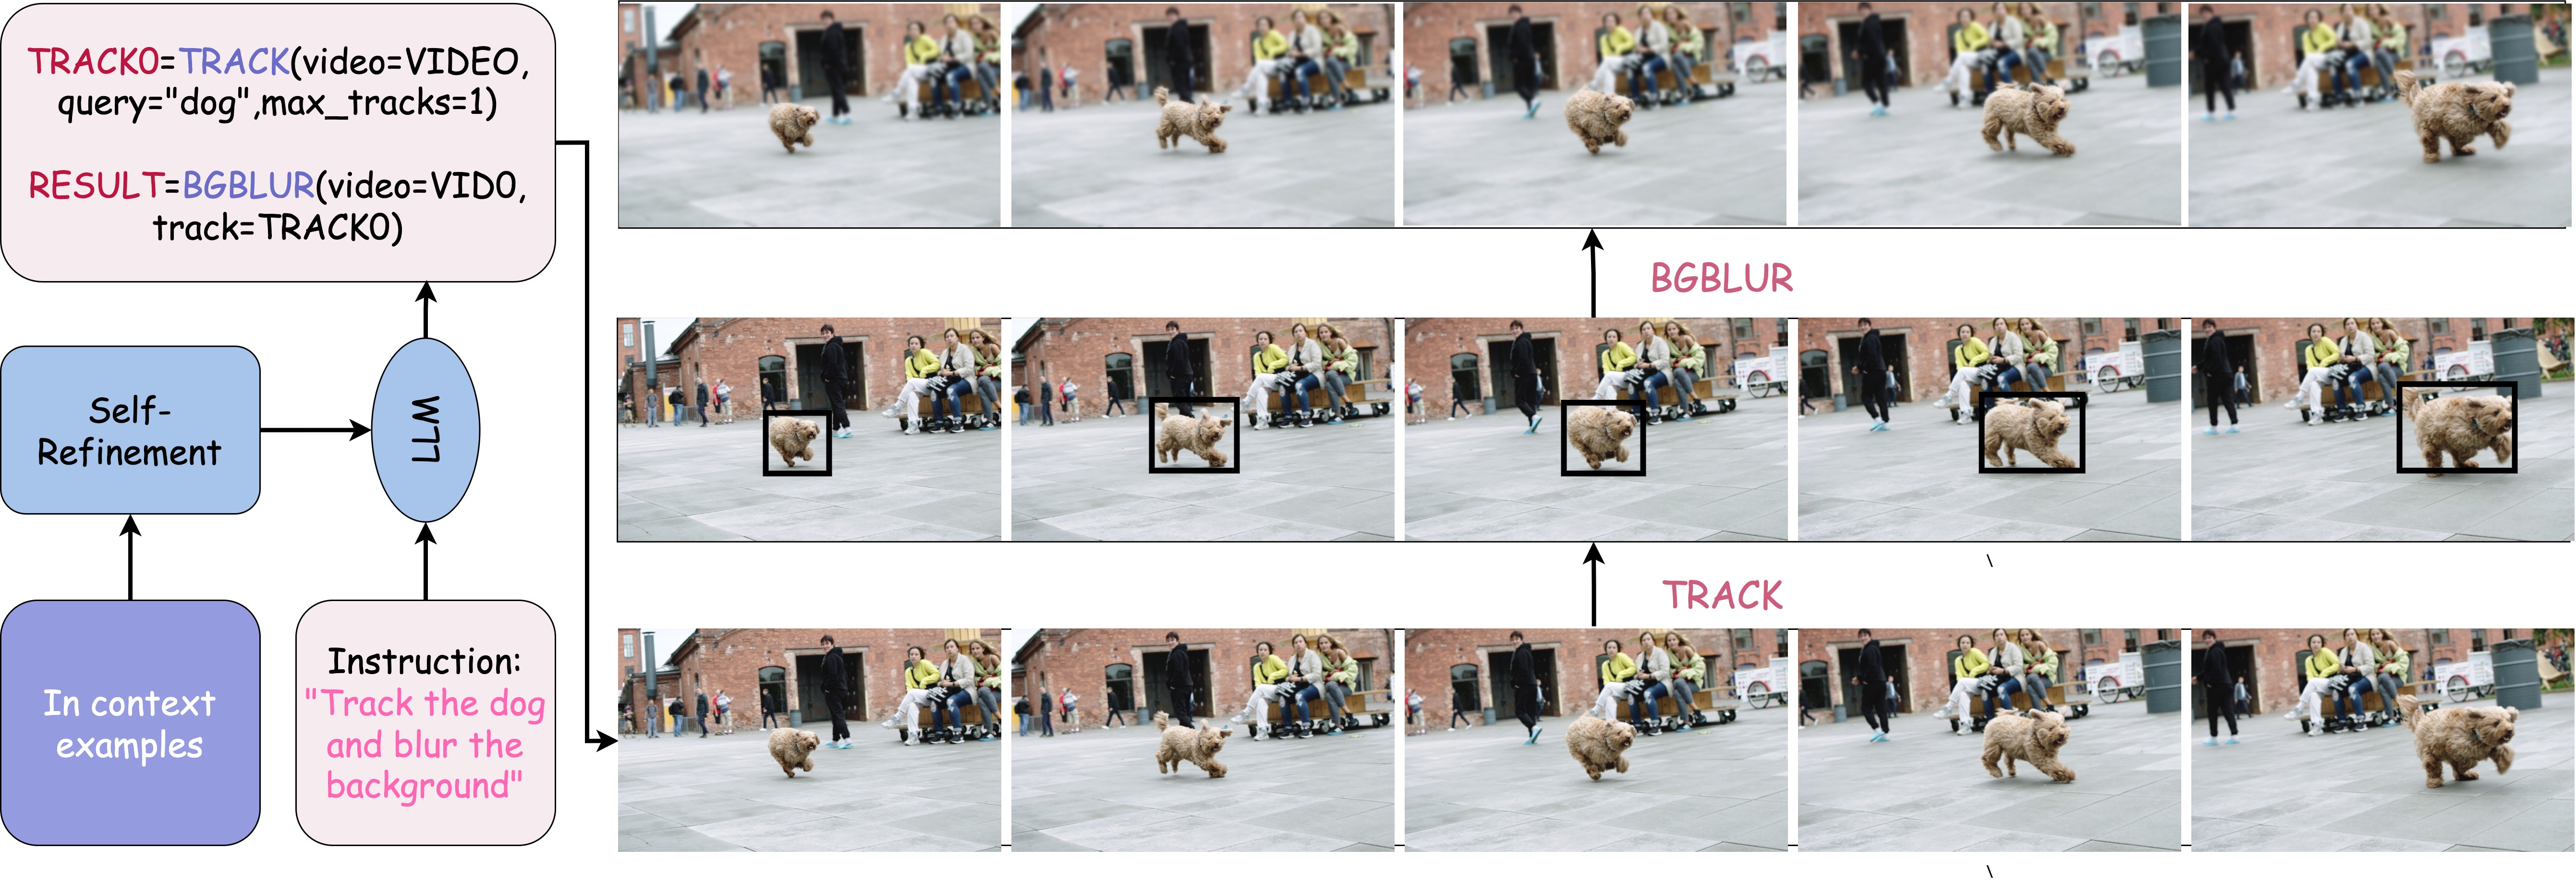 TRACK0=TRACK(video=VIDEO,
query="dog",max_tracks=1)
RESULT=BGBLUR(video=VID0,
track=TRACK0)
Self-
Refinement
LLM
In context
examples
Instruction:
"Track the dog
and blur the
background"
BGBLUR
\
TRACK
\